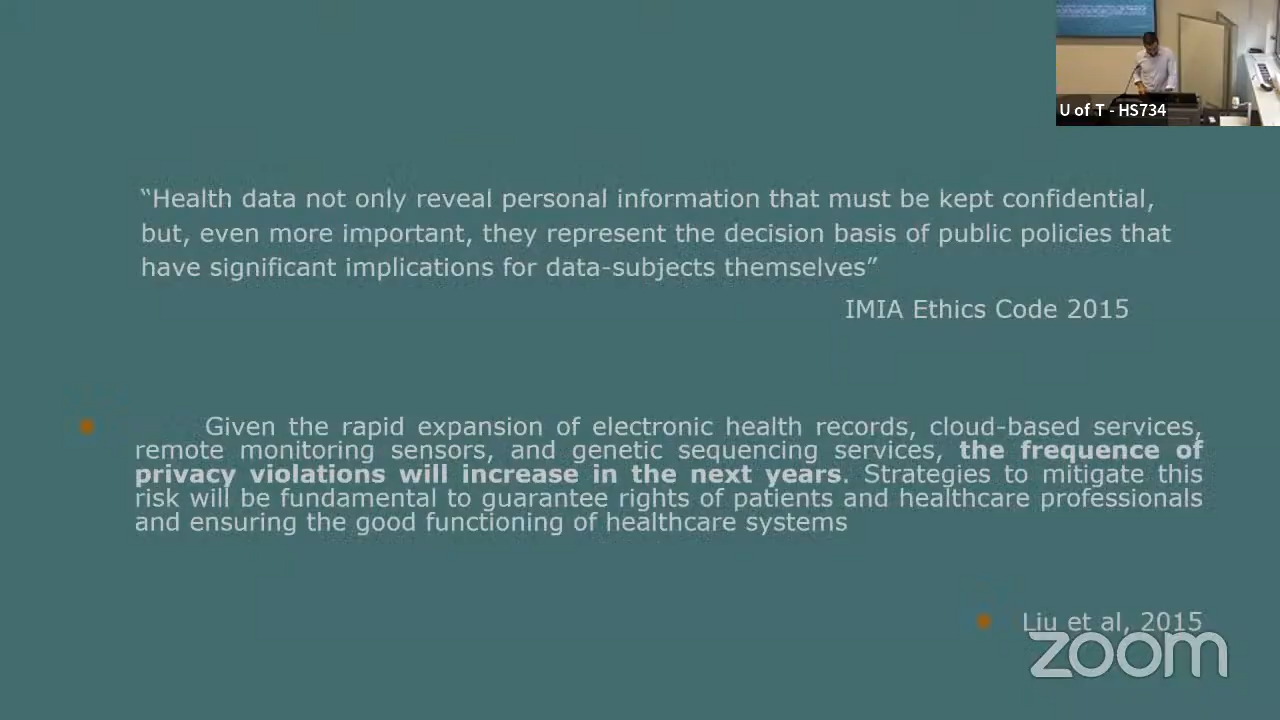 U of T - HS734
“Health data not only reveal personal information that must be kept confidential,
but, even more important, they represent the decision basis of public policies that
have significant implications for data-subjects themselves”
IMIA Ethics Code 2015
Given the rapid expansion of electronic health records, cloud-based services,
remote monitoring sensors, and genetic sequencing services, the frequence of
privacy violations will increase in the next years. Strategies to mitigate this
risk will be fundamental to guarantee rights of patients and healthcare professionals
and ensuring the good functioning of healthcare systems
Liu et al, 2015
zoom